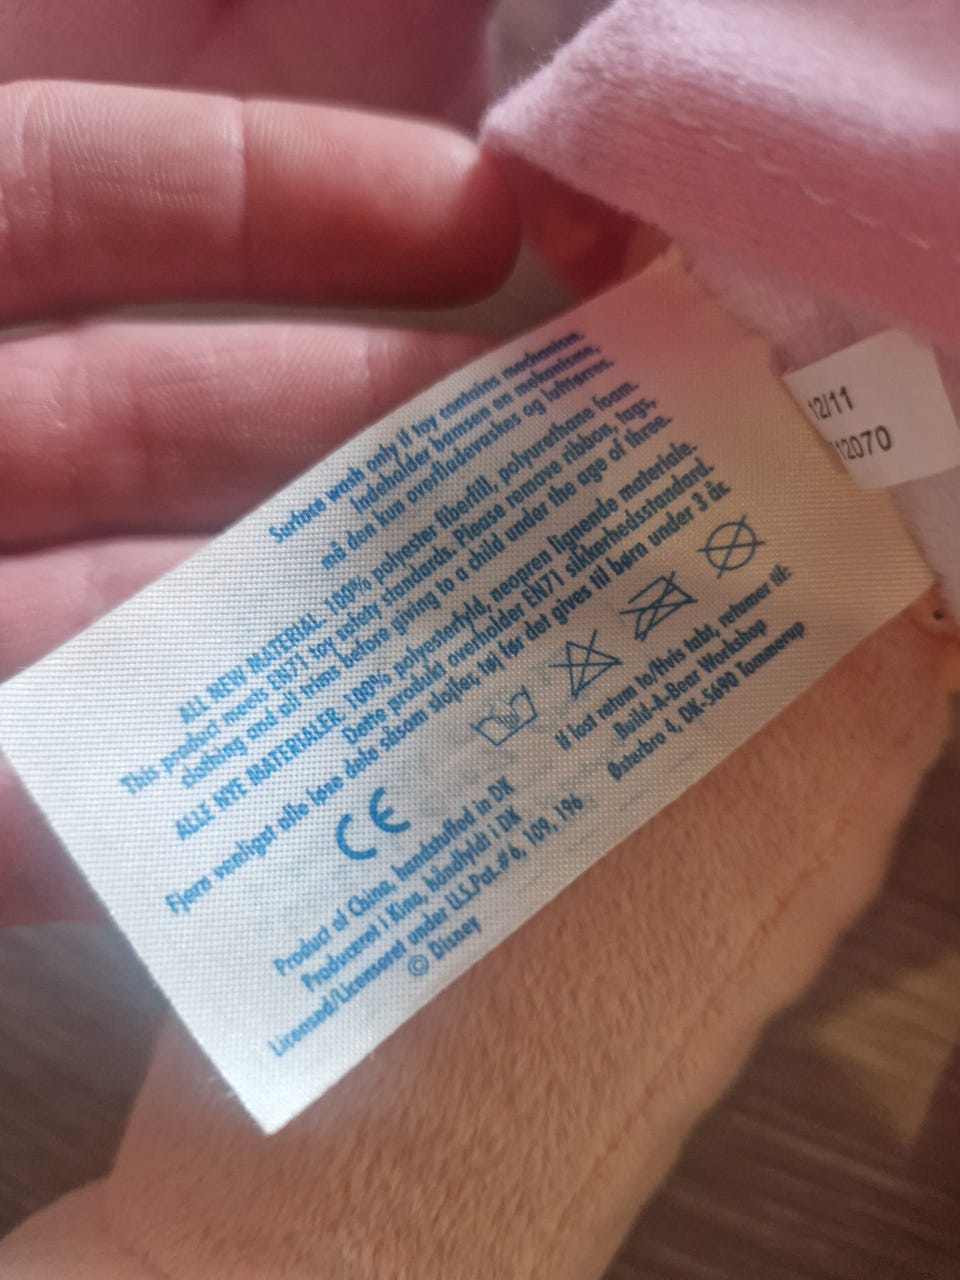 Surface wash only if toy contains mechanism.
Indeholder bamsen en mekanisme,
må den kun overfladevaskes og lufttørres.
ALL NEW MATERIAL. 100% polyester fiberfill, polyurethane foam.
This product meets EN71 toy safety standards. Please remove ribbon, tags,
clothing and all trims before giving to a child under the age of three.
ALLE NYE MATERIALER. 100% polyesterfyld, neopren lignende materiale.
Dette produkt overholder EN71 sikkerhedsstandard.
Fjern venligst alle løse dele såsom sløjfer, tøj før det gives til børn under 3 år.
CE
If lost return to/Hvis tabt, returner til:
Build-A-Bear Workshop
Østerbro 4, DK-5690 Tommerup
Product of China, handstuffed in DK
Produceret i Kina, håndfyldt i DK
Licensed/Licenseret under U.S.Pat.#6, 109, 196
© Disney
12/11
12070